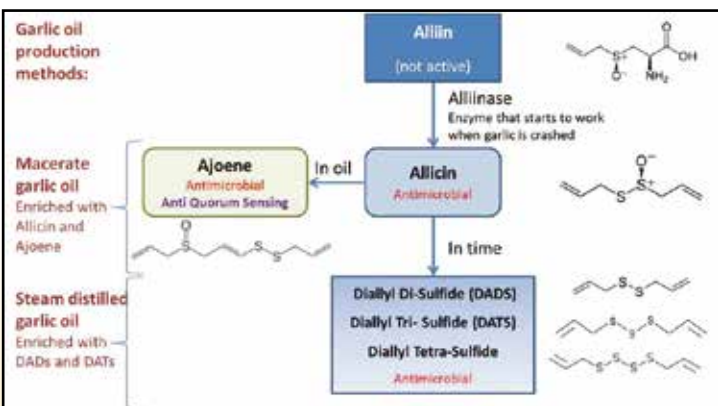 Garlic oil
production
methods:
Alliin
(not active)
Alliinase
Enzyme that starts to work
when garlic is crashed
Macerate
garlic oil
Enriched with
Allicin and
Ajoene
Ajoene
Antimicrobial
Anti Quorum Sensing
In oil
Allicin
Antimicrobial
In time
Steam distilled
garlic oil
Enriched with
DADs and DATs
Diallyl Di-Sulfide (DADS)
Diallyl Tri- Sulfide (DATS)
Diallyl Tetra-Sulfide
Antimicrobial
O
S+
O-
NH₂
OH
O-
S+
S
O
S
S
S
S
S
S
S
S
S
S
S
S